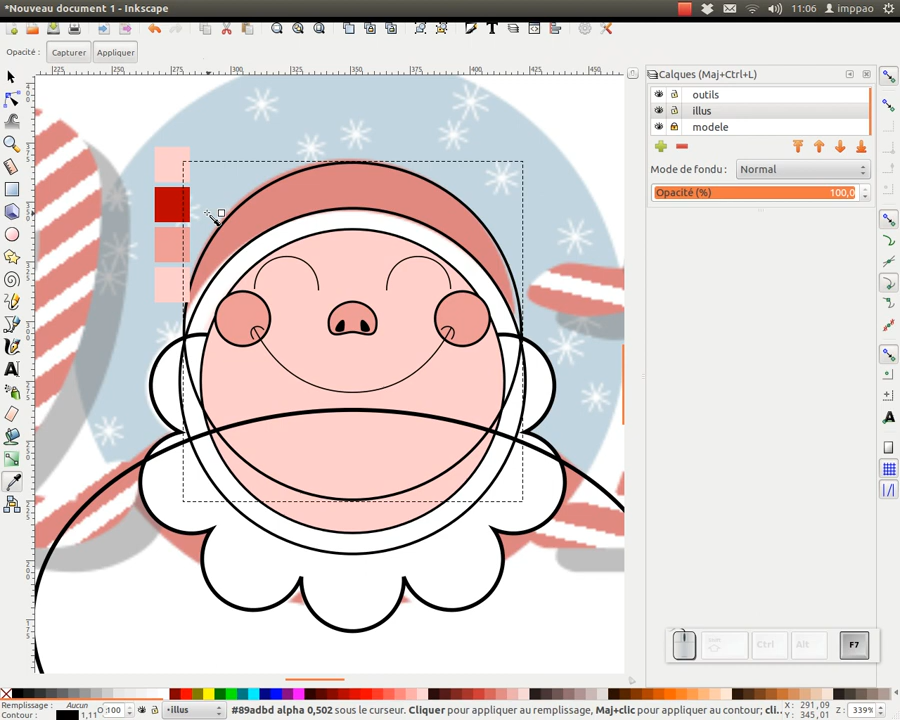 *Nouveau document 1 - Inkscape
11:06 imppao
Opacité : Capturer Appliquer
225 250 275 300 325 350 375 400 425 450
Calques (Maj+Ctrl+L)
outils
illus
modele
Mode de fondu : Normal
Opacité (%) 100,0
Ctrl Alt F7
Remplissage : Aucun
Contour : 1,11
O: 100
•illus
#89adbd alpha 0,502 sous le curseur. Cliquer pour appliquer au remplissage, Maj+clic pour appliquer au contour; cli..
X : 291,09
Y : 345,01
Z : 339%